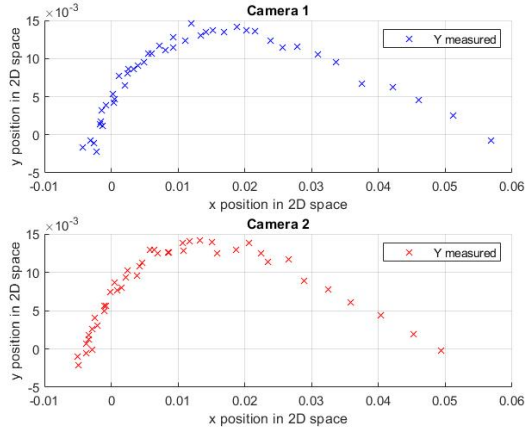 Camera 1
×10⁻³
15
10
5
0
-5
y position in 2D space
Y measured
-0.01 0 0.01 0.02 0.03 0.04 0.05 0.06
x position in 2D space
Camera 2
×10⁻³
15
10
5
0
-5
y position in 2D space
Y measured
-0.01 0 0.01 0.02 0.03 0.04 0.05 0.06
x position in 2D space